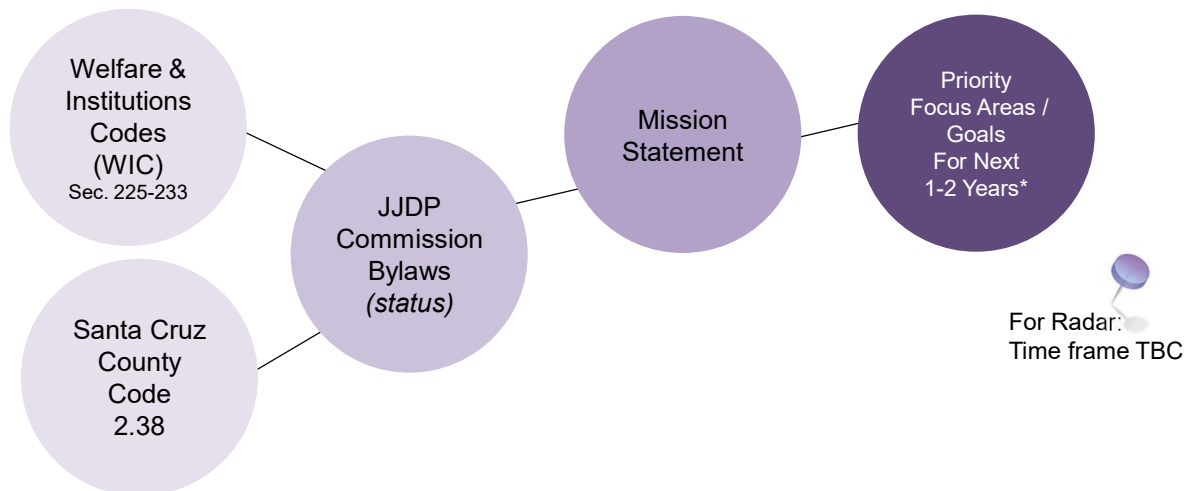 Welfare &
Institutions
Codes
(WIC)
Sec. 225-233
Santa Cruz
County
Code
2.38
JJDP
Commission
Bylaws
(status)
Mission
Statement
Priority
Focus Areas /
Goals
For Next
1-2 Years*
For Radar:
Time frame TBC